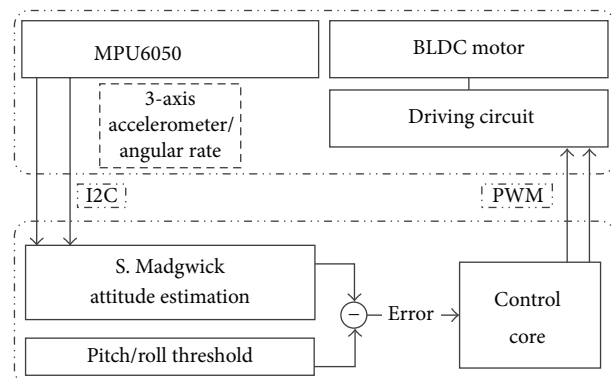 MPU6050
BLDC motor
3-axis
accelerometer/
angular rate
Driving circuit
I2C
PWM
S. Madgwick
attitude estimation
Error
Control
core
Pitch/roll threshold